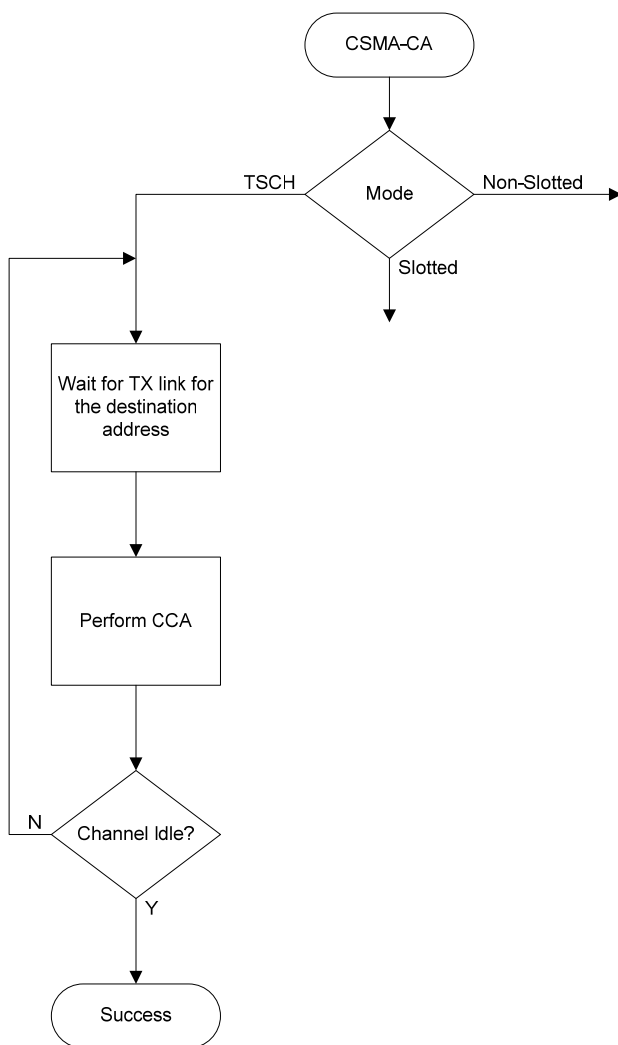 CSMA-CA
TSCH
Mode
Non-Slotted
Slotted
Wait for TX link for
the destination
address
Perform CCA
N
Channel Idle?
Y
Success